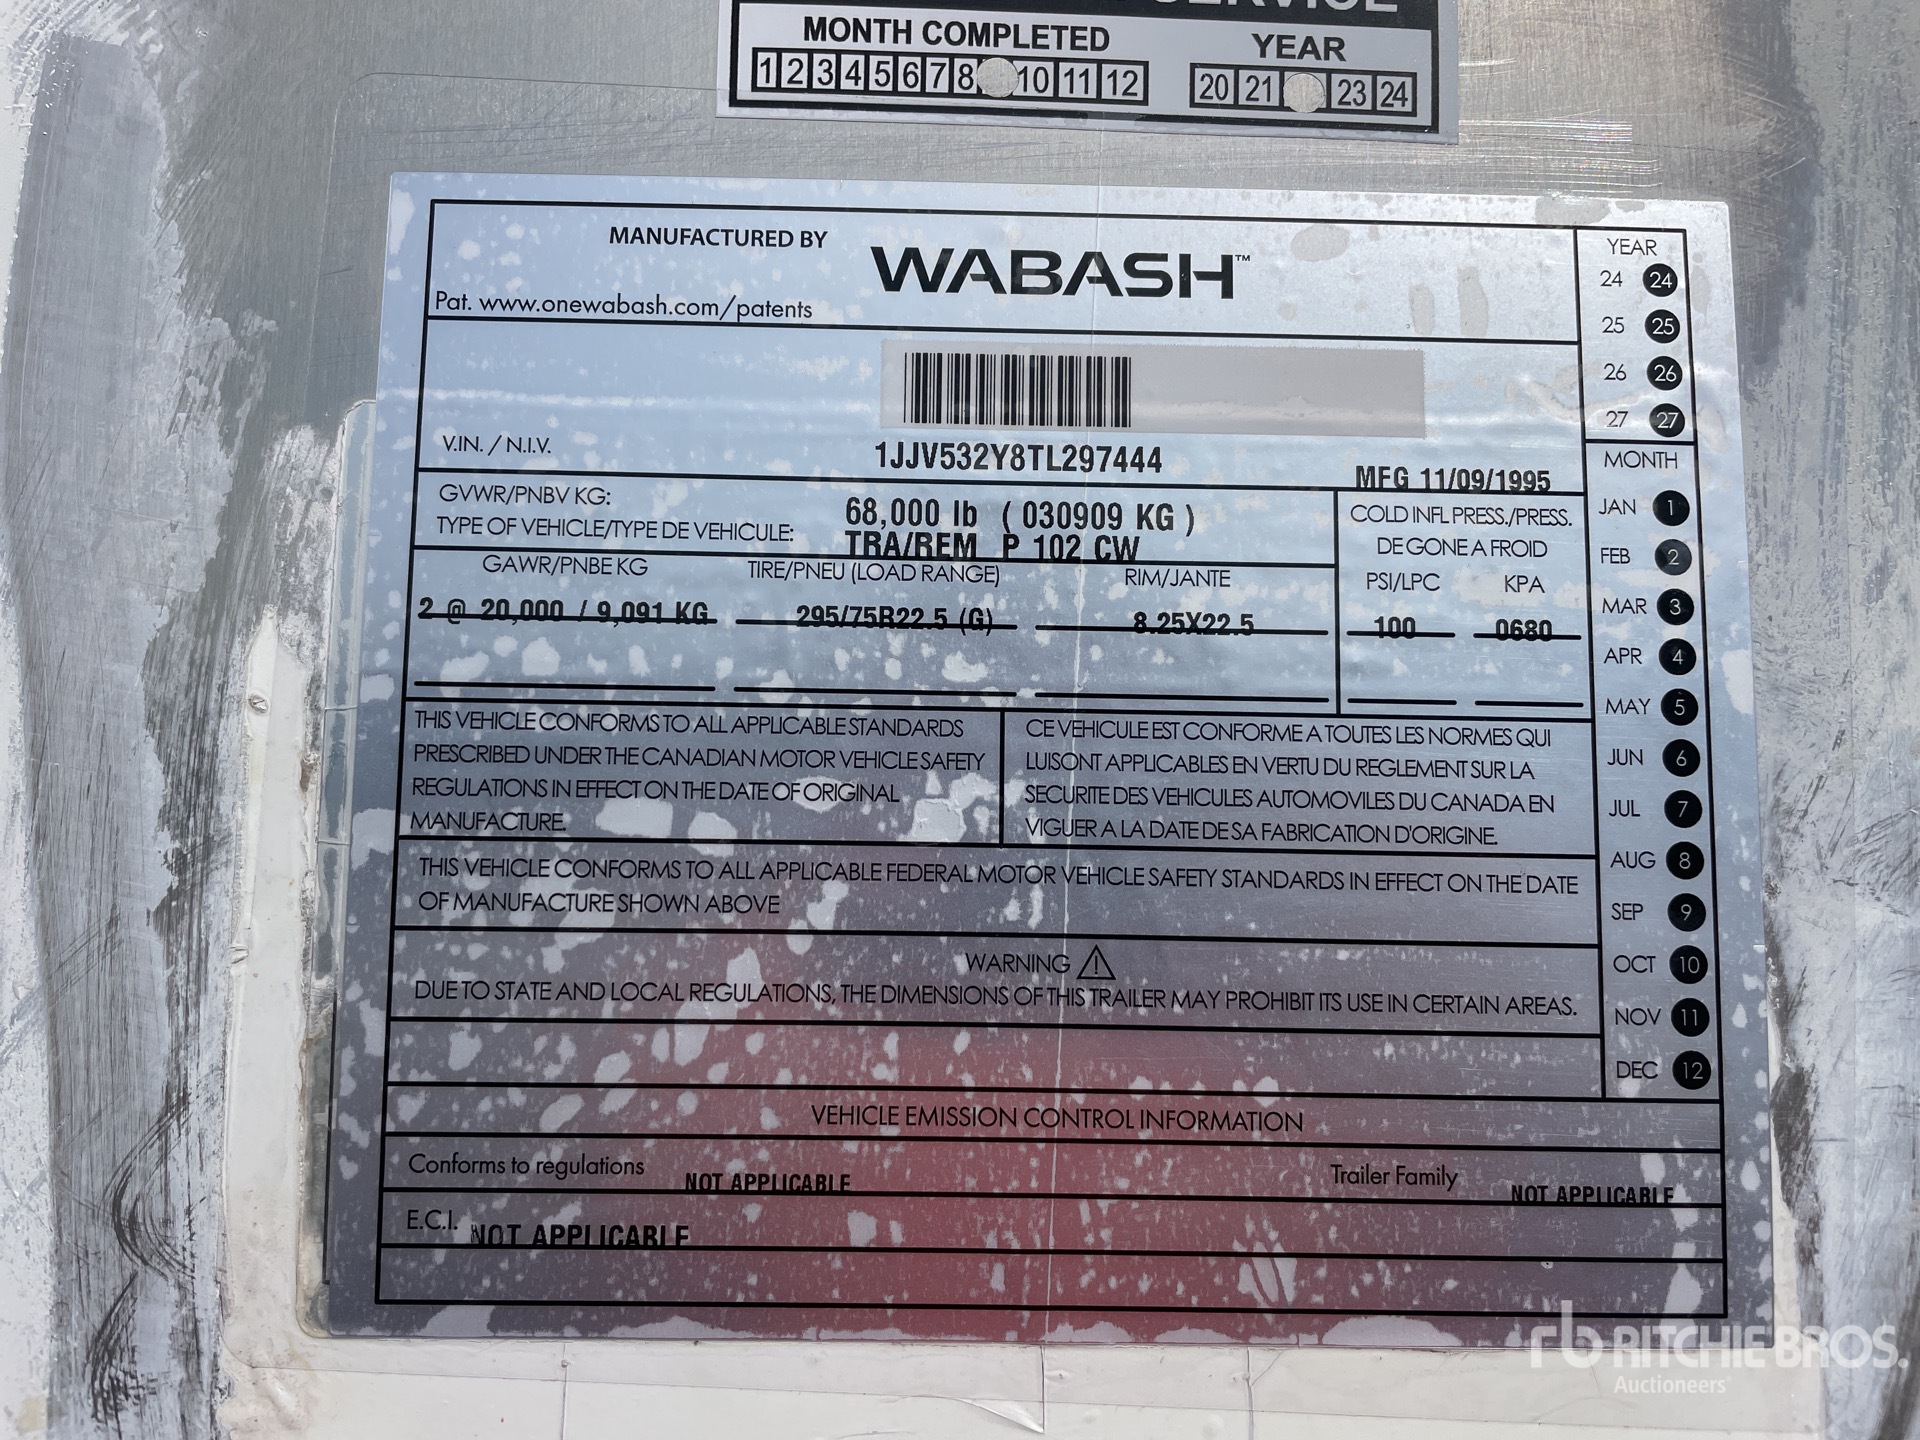 SERVICE
MONTH COMPLETED YEAR
1 2 3 4 5 6 7 8 10 11 12 20 21 23 24
MANUFACTURED BY WABASH™
Pat. www.onewabash.com/patents
V.I.N. / N.I.V. 1JJV532Y8TL297444
MFG 11/09/1995
GVWR/PNBV KG: 68,000 lb ( 030909 KG )
TYPE OF VEHICLE/TYPE DE VEHICULE: TRA/REM P 102 CW
GAWR/PNBE KG TIRE/PNEU (LOAD RANGE) RIM/JANTE
COLD INFL PRESS./PRESS.
DE GONE A FROID
PSI/LPC KPA
2 @ 20,000 / 9,091 KG 295/75R22.5 (G) 8.25X22.5 100 0680
THIS VEHICLE CONFORMS TO ALL APPLICABLE STANDARDS
PRESCRIBED UNDER THE CANADIAN MOTOR VEHICLE SAFETY
REGULATIONS IN EFFECT ON THE DATE OF ORIGINAL
MANUFACTURE.
CE VEHICULE EST CONFORME A TOUTES LES NORMES QUI
LUISONT APPLICABLES EN VERTU DU REGLEMENT SUR LA
SECURITE DES VEHICULES AUTOMOVILES DU CANADA EN
VIGUER A LA DATE DE SA FABRICATION D'ORIGINE.
THIS VEHICLE CONFORMS TO ALL APPLICABLE FEDERAL MOTOR VEHICLE SAFETY STANDARDS IN EFFECT ON THE DATE
OF MANUFACTURE SHOWN ABOVE
WARNING
DUE TO STATE AND LOCAL REGULATIONS, THE DIMENSIONS OF THIS TRAILER MAY PROHIBIT ITS USE IN CERTAIN AREAS.
VEHICLE EMISSION CONTROL INFORMATION
Conforms to regulations NOT APPLICABLE Trailer Family NOT APPLICABLE
E.C.I. NOT APPLICABLE
YEAR
24 24
25 25
26 26
27 27
MONTH
JAN 1
FEB 2
MAR 3
APR 4
MAY 5
JUN 6
JUL 7
AUG 8
SEP 9
OCT 10
NOV 11
DEC 12
rb RITCHIE BROS.
Auctioneers